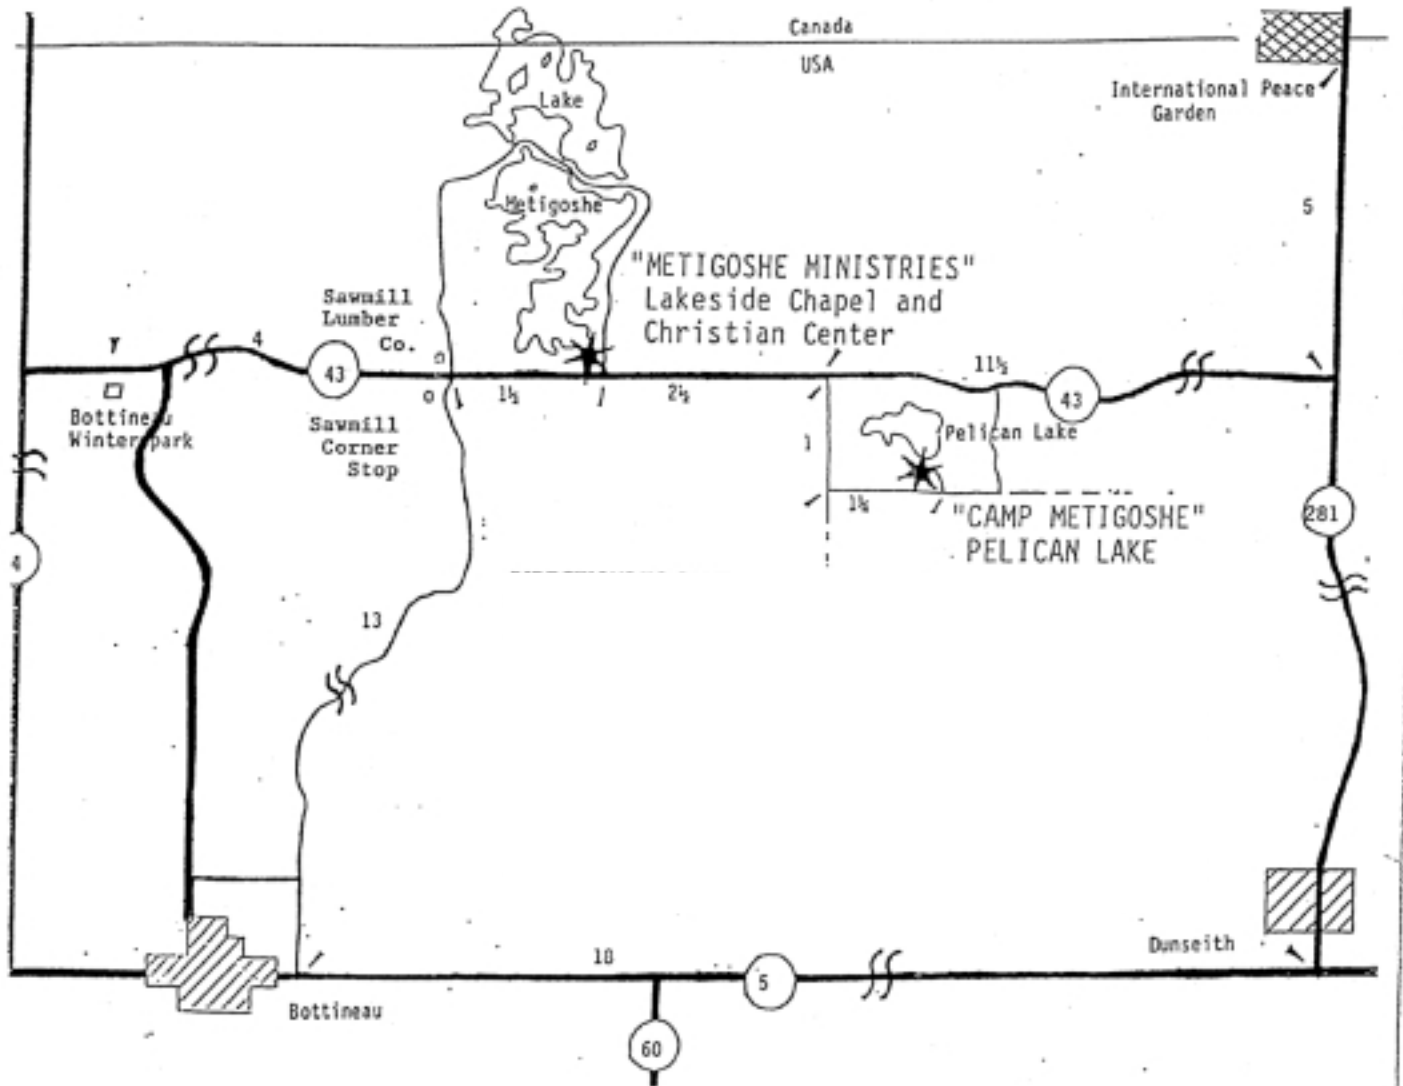 Canada
USA
International Peace
Garden
Lake
5
Metigoshe
"METIGOSHE MINISTRIES"
Lakeside Chapel and
Christian Center
Sawmill
Lumber
Co.
4
43
1½
2½
11½
43
Bottineau
Winterpark
Sawmill
Corner
Stop
1
Pelican Lake
1½
"CAMP METIGOSHE"
PELICAN LAKE
281
4
13
18
Dunseith
5
Bottineau
60